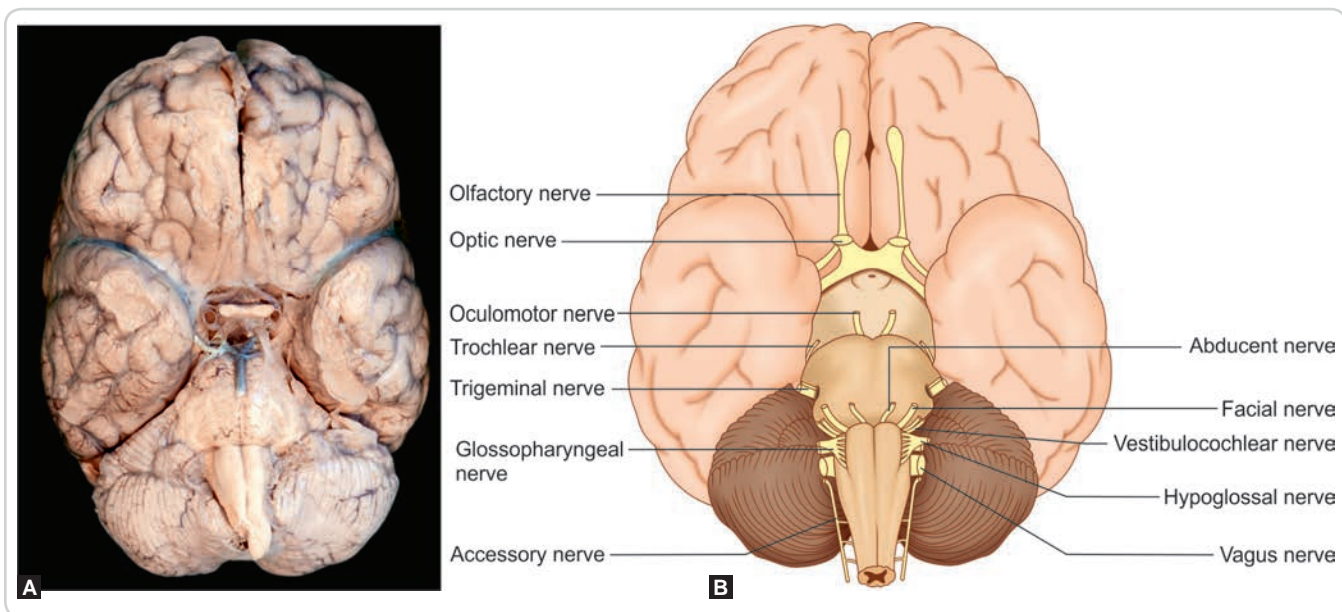 Olfactory nerve
Optic nerve
Oculomotor nerve
Trochlear nerve
Trigeminal nerve
Glossopharyngeal
nerve
Accessory nerve
Abducent nerve
Facial nerve
Vestibulocochlear nerve
Hypoglossal nerve
Vagus nerve
A
B